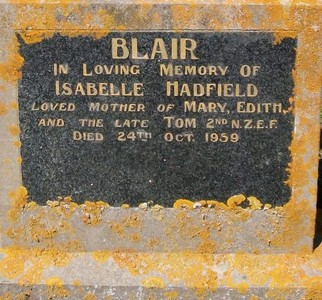 BLAIR
IN LOVING MEMORY OF
ISABELLE HADFIELD
LOVED MOTHER OF MARY, EDITH,
AND THE LATE TOM 2ND N.Z.E.F.
DIED 24TH OCT. 1959